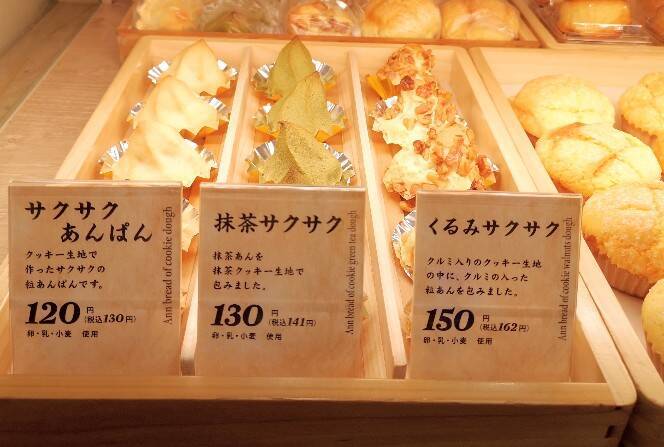 サクサク
あんぱん
クッキー生地で
作ったサクサクの
粒あんぱんです。
120円(税込130円)
卵・乳・小麦 使用
Ann bread of cookie dough
抹茶サクサク
抹茶あんを
抹茶クッキー生地で
包みました。
130円(税込141円)
卵・乳・小麦 使用
Ann bread of cookie green tea dough
くるみサクサク
クルミ入りのクッキー生地
の中に、クルミの入った
粒あんを包みました。
150円(税込162円)
卵・乳・小麦 使用
Ann bread of cookie walnuts dough